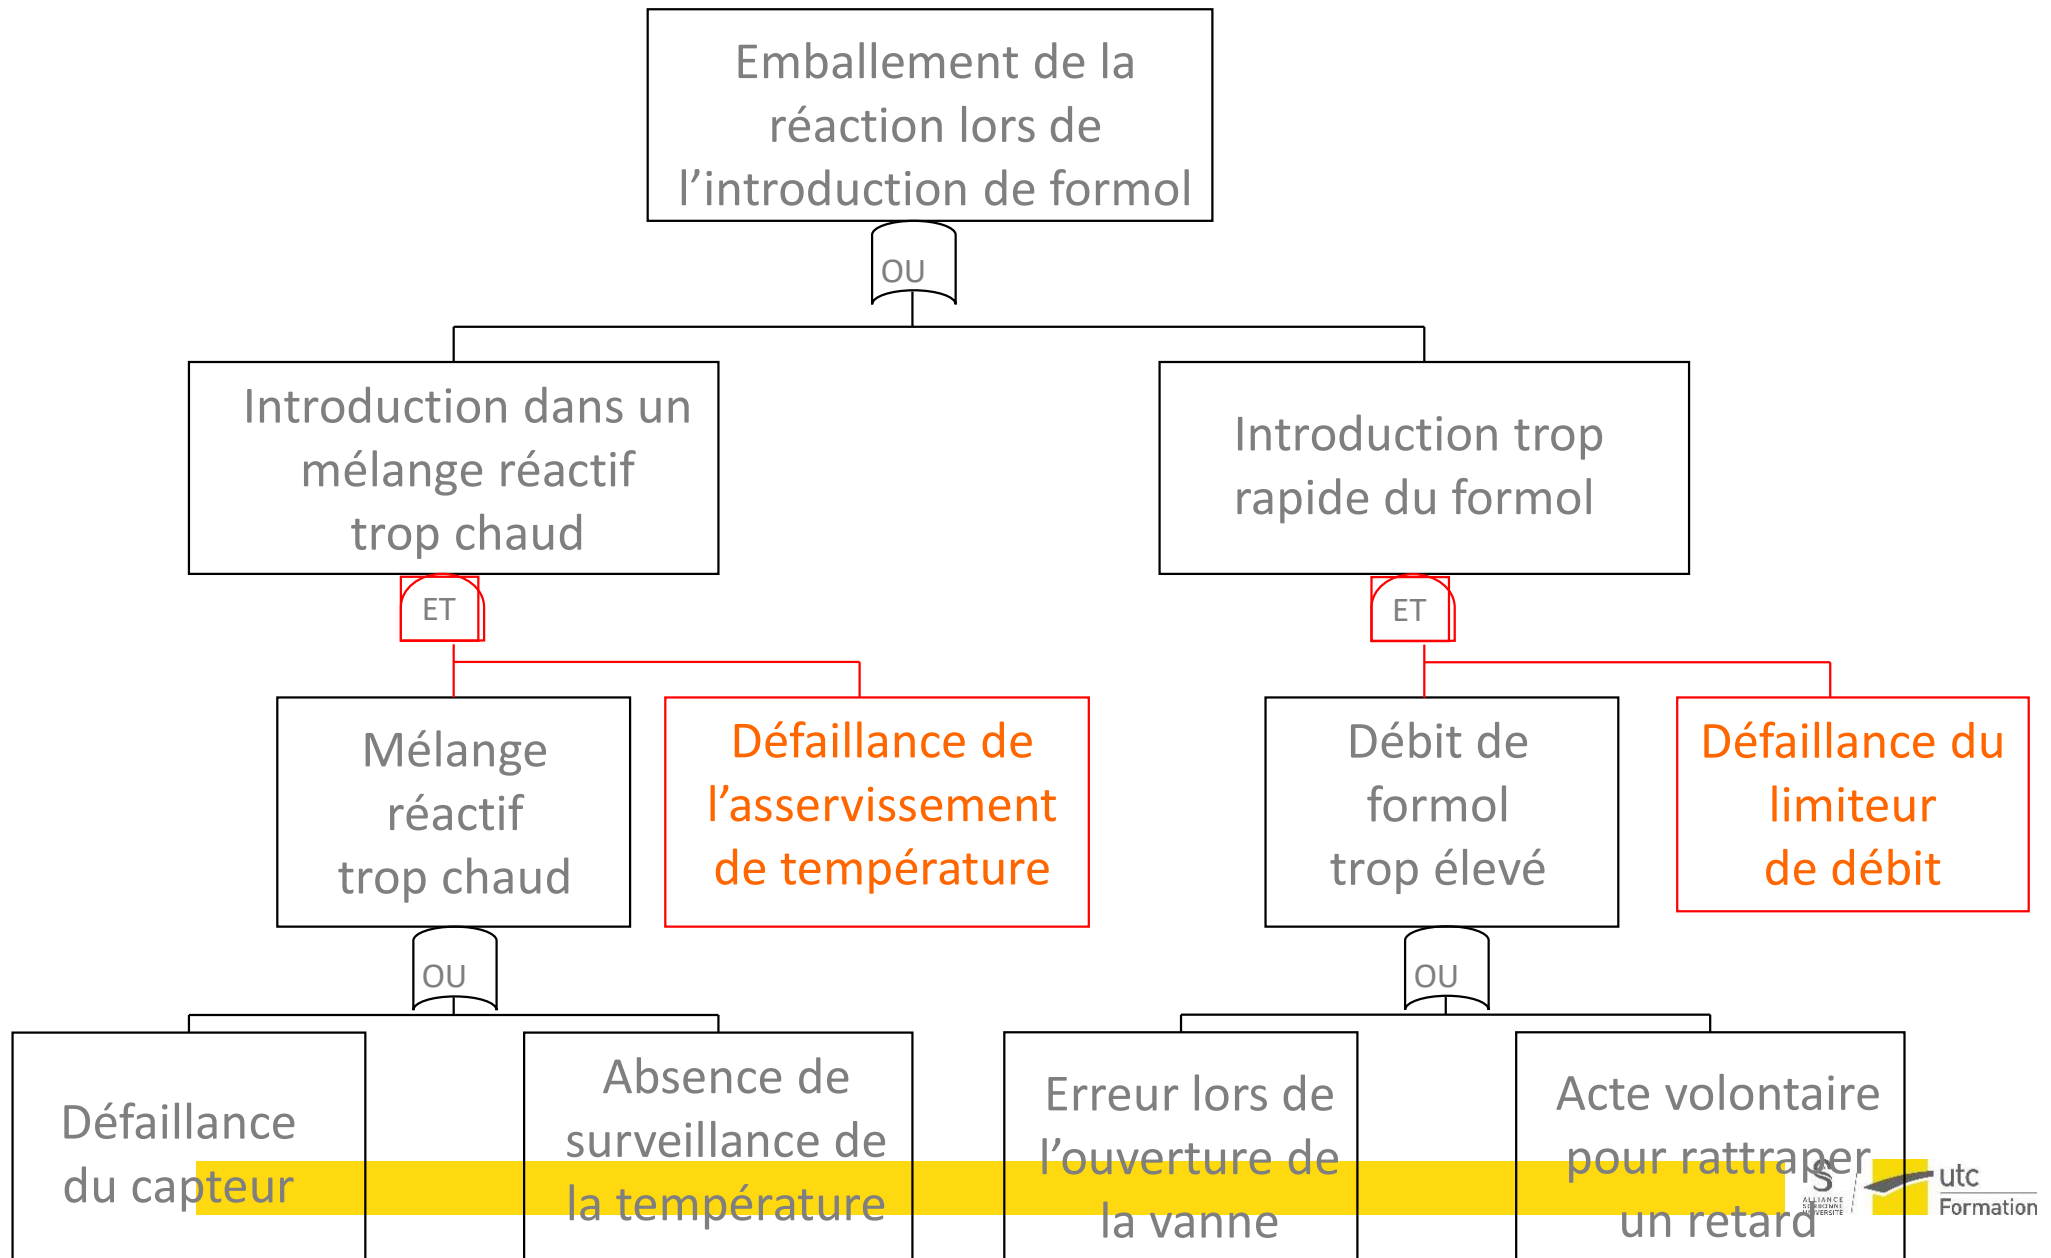 Emballement de la
réaction lors de
l’introduction de formol
OU
Introduction dans un
mélange réactif
trop chaud
Introduction trop
rapide du formol
ET
ET
Mélange
réactif
trop chaud
Défaillance de
l’asservissement
de température
Débit de
formol
trop élevé
Défaillance du
limiteur
de débit
OU
OU
Défaillance
du capteur
Absence de
surveillance de
la température
Erreur lors de
l’ouverture de
la vanne
Acte volontaire
pour rattraper
un retard
ALLIANCE
SORBONNE
UNIVERSITÉ
utc
Formation